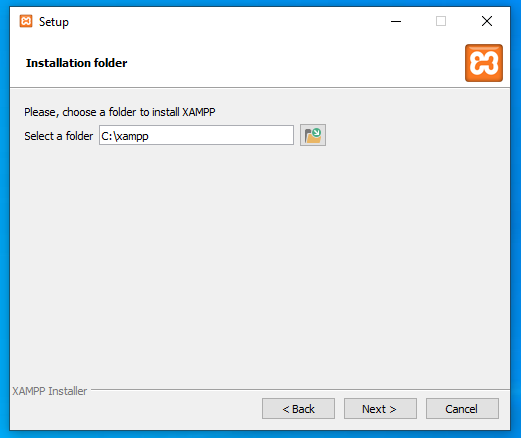 Setup
Installation folder
Please, choose a folder to install XAMPP
Select a folder C:\xampp
XAMPP Installer
< Back Next > Cancel